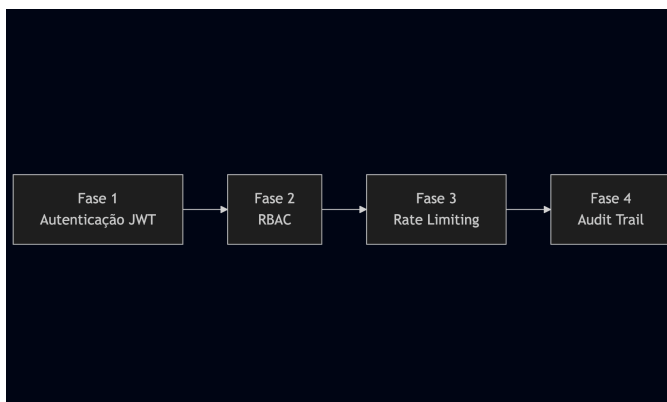 Fase 1
Autenticação JWT
Fase 2
RBAC
Fase 3
Rate Limiting
Fase 4
Audit Trail